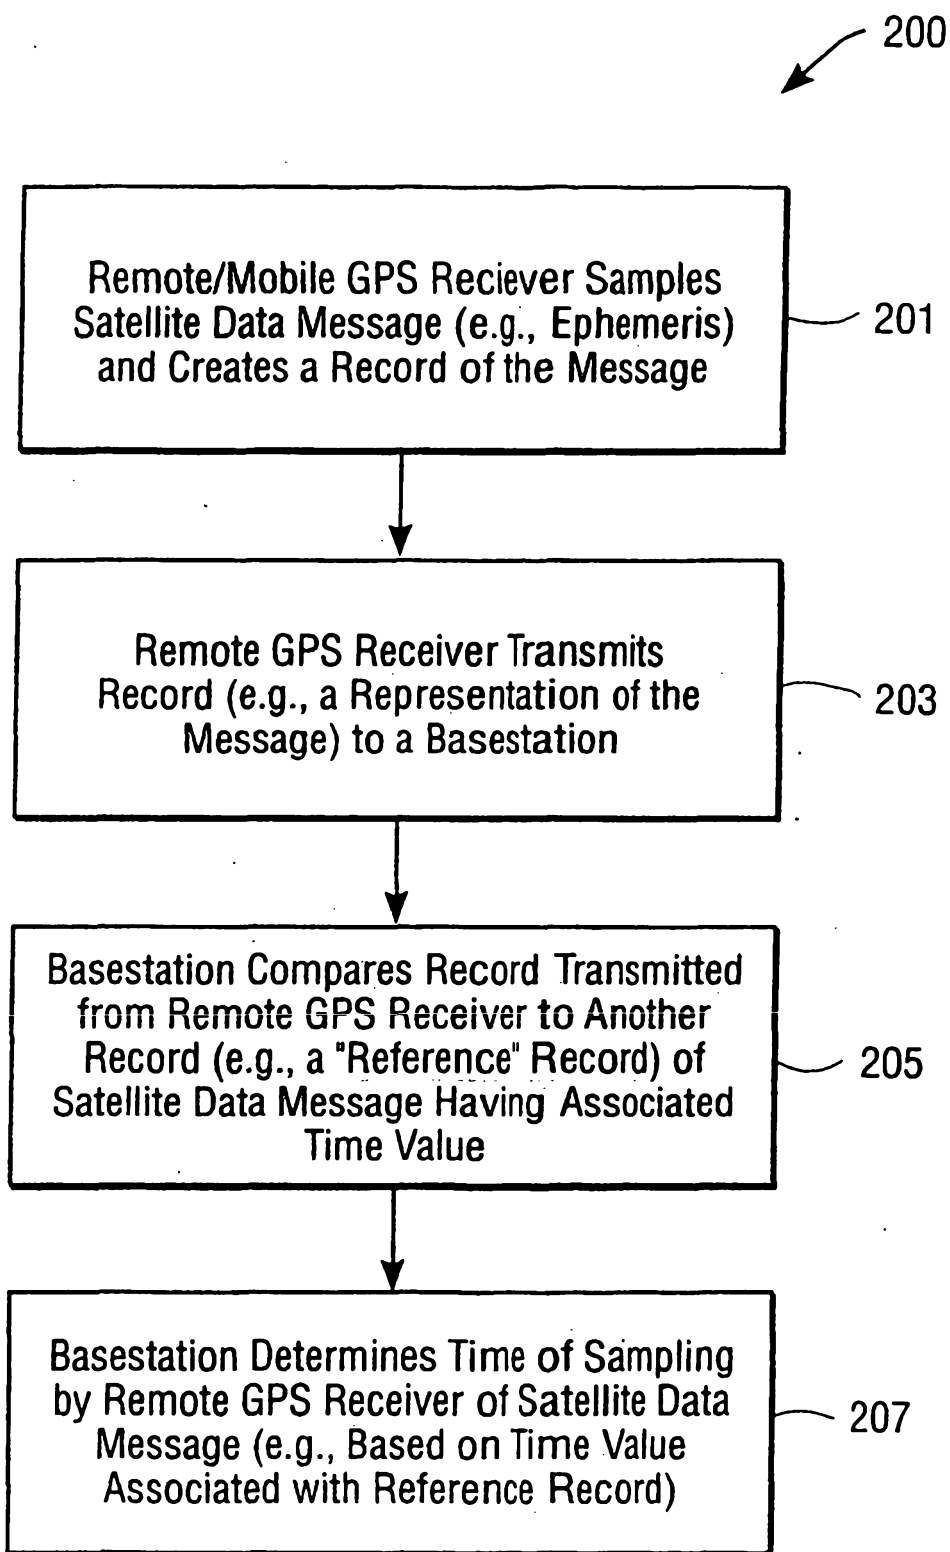 200
Remote/Mobile GPS Reciever Samples
Satellite Data Message (e.g., Ephemeris)
and Creates a Record of the Message
201
Remote GPS Receiver Transmits
Record (e.g., a Representation of the
Message) to a Basestation
203
Basestation Compares Record Transmitted
from Remote GPS Receiver to Another
Record (e.g., a "Reference" Record) of
Satellite Data Message Having Associated
Time Value
205
Basestation Determines Time of Sampling
by Remote GPS Receiver of Satellite Data
Message (e.g., Based on Time Value
Associated with Reference Record)
207